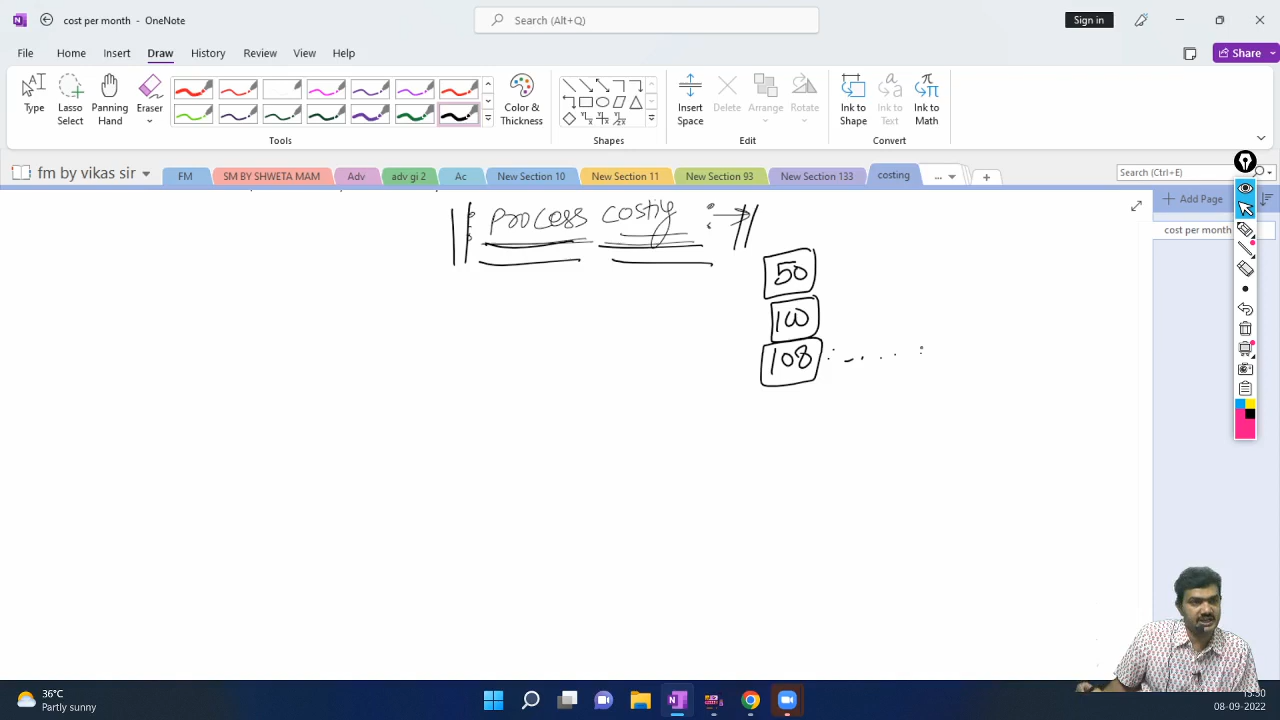 cost per month - OneNote
Search (Alt+Q)
Sign in
File Home Insert Draw History Review View Help
Share
Type
Lasso Select
Panning Hand
Eraser
Color & Thickness
Insert Space
Delete
Arrange
Rotate
Ink to Shape
Ink to Text
Ink to Math
Tools
Shapes
Edit
Convert
fm by vikas sir
FM
SM BY SHWETA MAM
Adv
adv gi 2
Ac
New Section 10
New Section 11
New Section 93
New Section 133
costing
...
Search (Ctrl+E)
Add Page
cost per month
process costing :
50
100
108
36°C
Partly sunny
08-09-2022